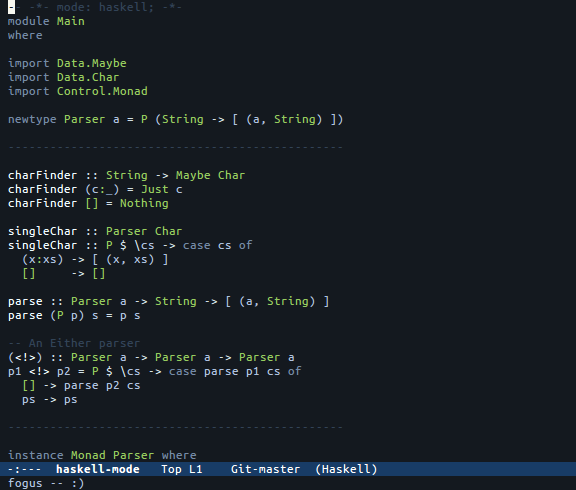 -- -*- mode: haskell; -*-
module Main
where
import Data.Maybe
import Data.Char
import Control.Monad
newtype Parser a = P (String -> [ (a, String) ])
------------------------------------------------
charFinder :: String -> Maybe Char
charFinder (c:_) = Just c
charFinder [] = Nothing
singleChar :: Parser Char
singleChar :: P $ \cs -> case cs of
  (x:xs) -> [ (x, xs) ]
  []     -> []
parse :: Parser a -> String -> [ (a, String) ]
parse (P p) s = p s
-- An Either parser
(<!>) :: Parser a -> Parser a -> Parser a
p1 <!> p2 = P $ \cs -> case parse p1 cs of
  [] -> parse p2 cs
  ps -> ps
------------------------------------------------
instance Monad Parser where
-:---  haskell-mode   Top L1    Git-master  (Haskell)
fogus -- :)